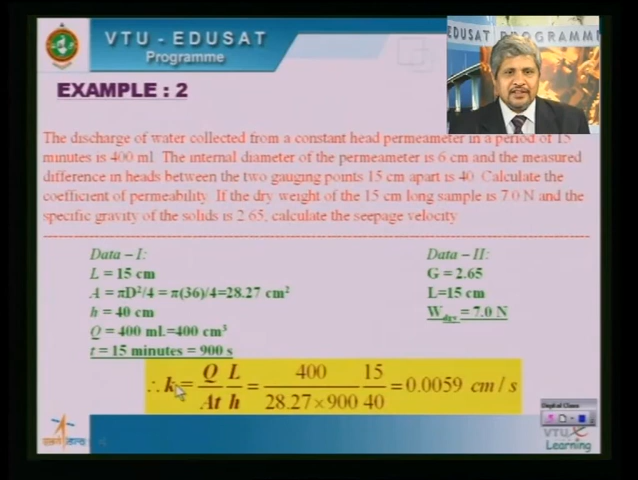 VTU - EDUSAT
Programme
EDUSAT PROGRAMM
EXAMPLE : 2
The discharge of water collected from a constant head permeameter in a period of 15
minutes is 400 ml. The internal diameter of the permeameter is 6 cm and the measured
difference in heads between the two gauging points 15 cm apart is 40. Calculate the
coefficient of permeability. If the dry weight of the 15 cm long sample is 7.0 N and the
specific gravity of the solids is 2.65, calculate the seepage velocity
Data – I:
L = 15 cm
A = πD²/4 = π(36)/4=28.27 cm²
h = 40 cm
Q = 400 mL=400 cm³
t = 15 minutes = 900 s
Data – II:
G = 2.65
L=15 cm
W_dry = 7.0 N
∴ k = Q/At L/h = 400/28.27×900 15/40 = 0.0059 cm/s
VTU
Learning